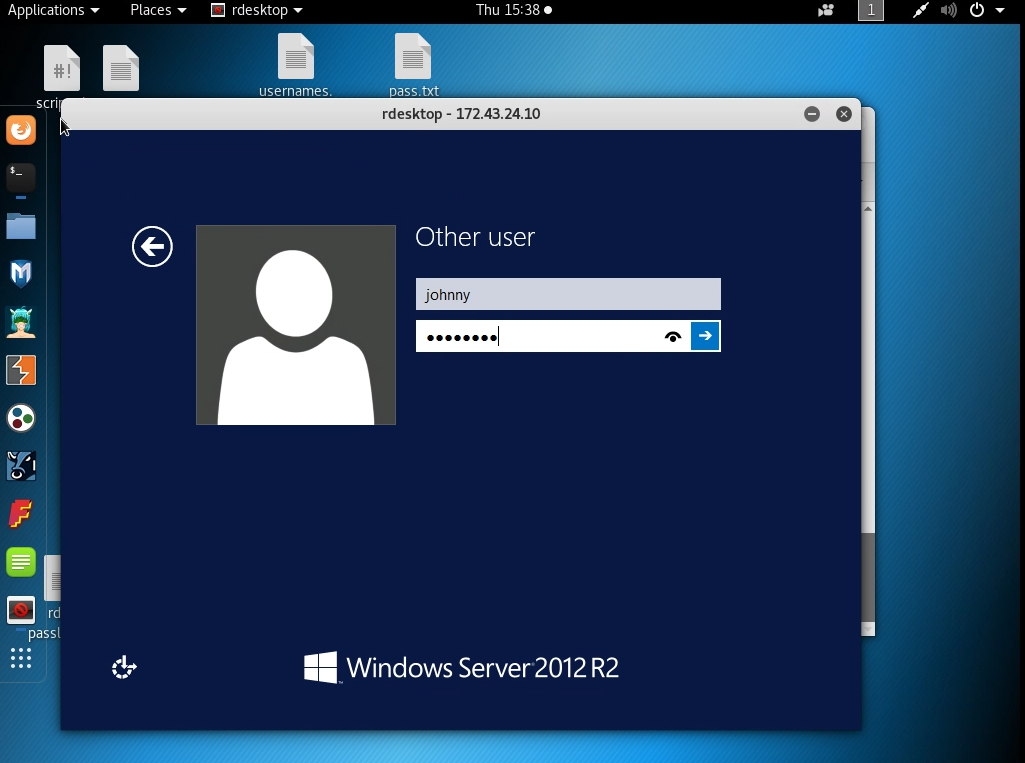 Applications Places rdesktop Thu 15:38 1
#!
usernames. pass.txt
scrip
rdesktop - 172.43.24.10
$_
Other user
johnny
rd
passl
Windows Server 2012 R2